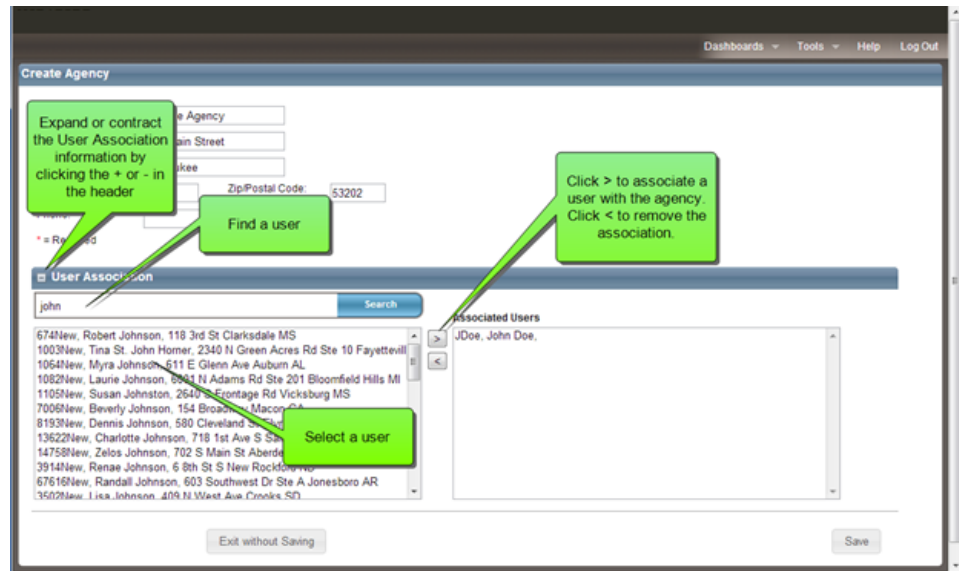 Dashboards Tools Help Log Out
Create Agency
Expand or contract
the User Association
information by
clicking the + or - in
the header
e Agency
ain Street
ukee
Zip/Postal Code: 53202
* = Re
Find a user
Click > to associate a
user with the agency.
Click < to remove the
association.
User Association
john Search
Associated Users
674New, Robert Johnson, 118 3rd St Clarksdale MS
1003New, Tina St. John Horner, 2340 N Green Acres Rd Ste 10 Fayettevill
1064New, Myra Johnson, 611 E Glenn Ave Auburn AL
1082New, Laurie Johnson, N Adams Rd Ste 201 Bloomfield Hills MI
1105New, Susan Johnston, 2640 Frontage Rd Vicksburg MS
7006New, Beverly Johnson, 154 Broadway Macon
8193New, Dennis Johnson, 580 Cleveland
13622New, Charlotte Johnson, 718 1st Ave S
14758New, Zelos Johnson, 702 S Main St Aberde
3914New, Renae Johnson, 6 8th St S New Rockford
67616New, Randall Johnson, 603 Southwest Dr Ste A Jonesboro AR
3502New, Lisa Johnson, 409 N West Ave Crooks SD
>
<
JDoe, John Doe,
Select a user
Exit without Saving
Save